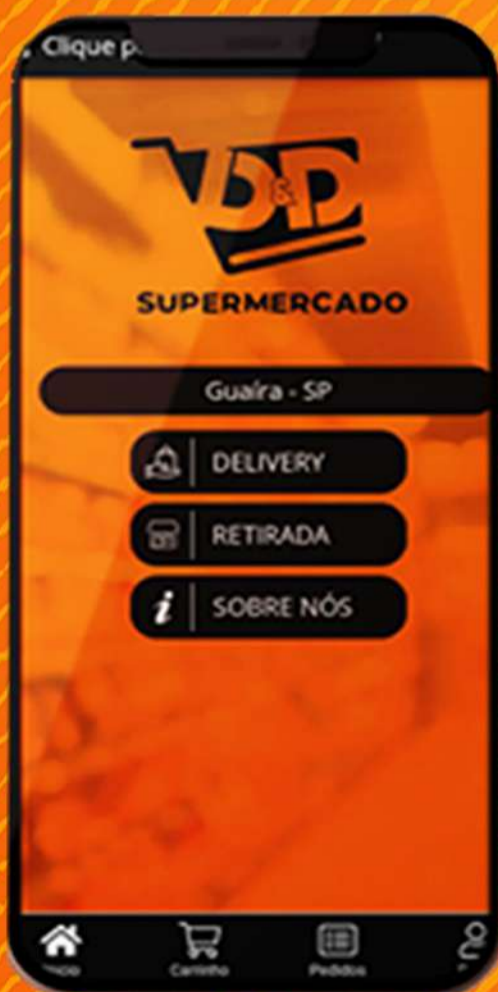 Clique p
D&D
SUPERMERCADO
Guaíra - SP
DELIVERY
RETIRADA
i SOBRE NÓS
Carrinho
Pedidos